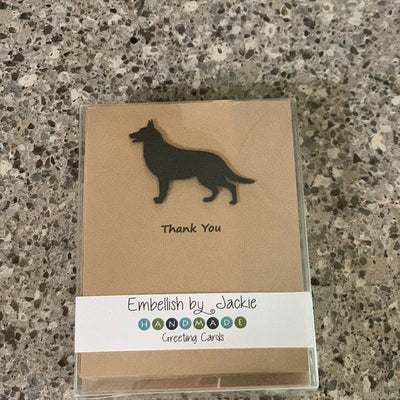 Thank You
Embellish by Jackie
HANDMADE
Greeting Cards